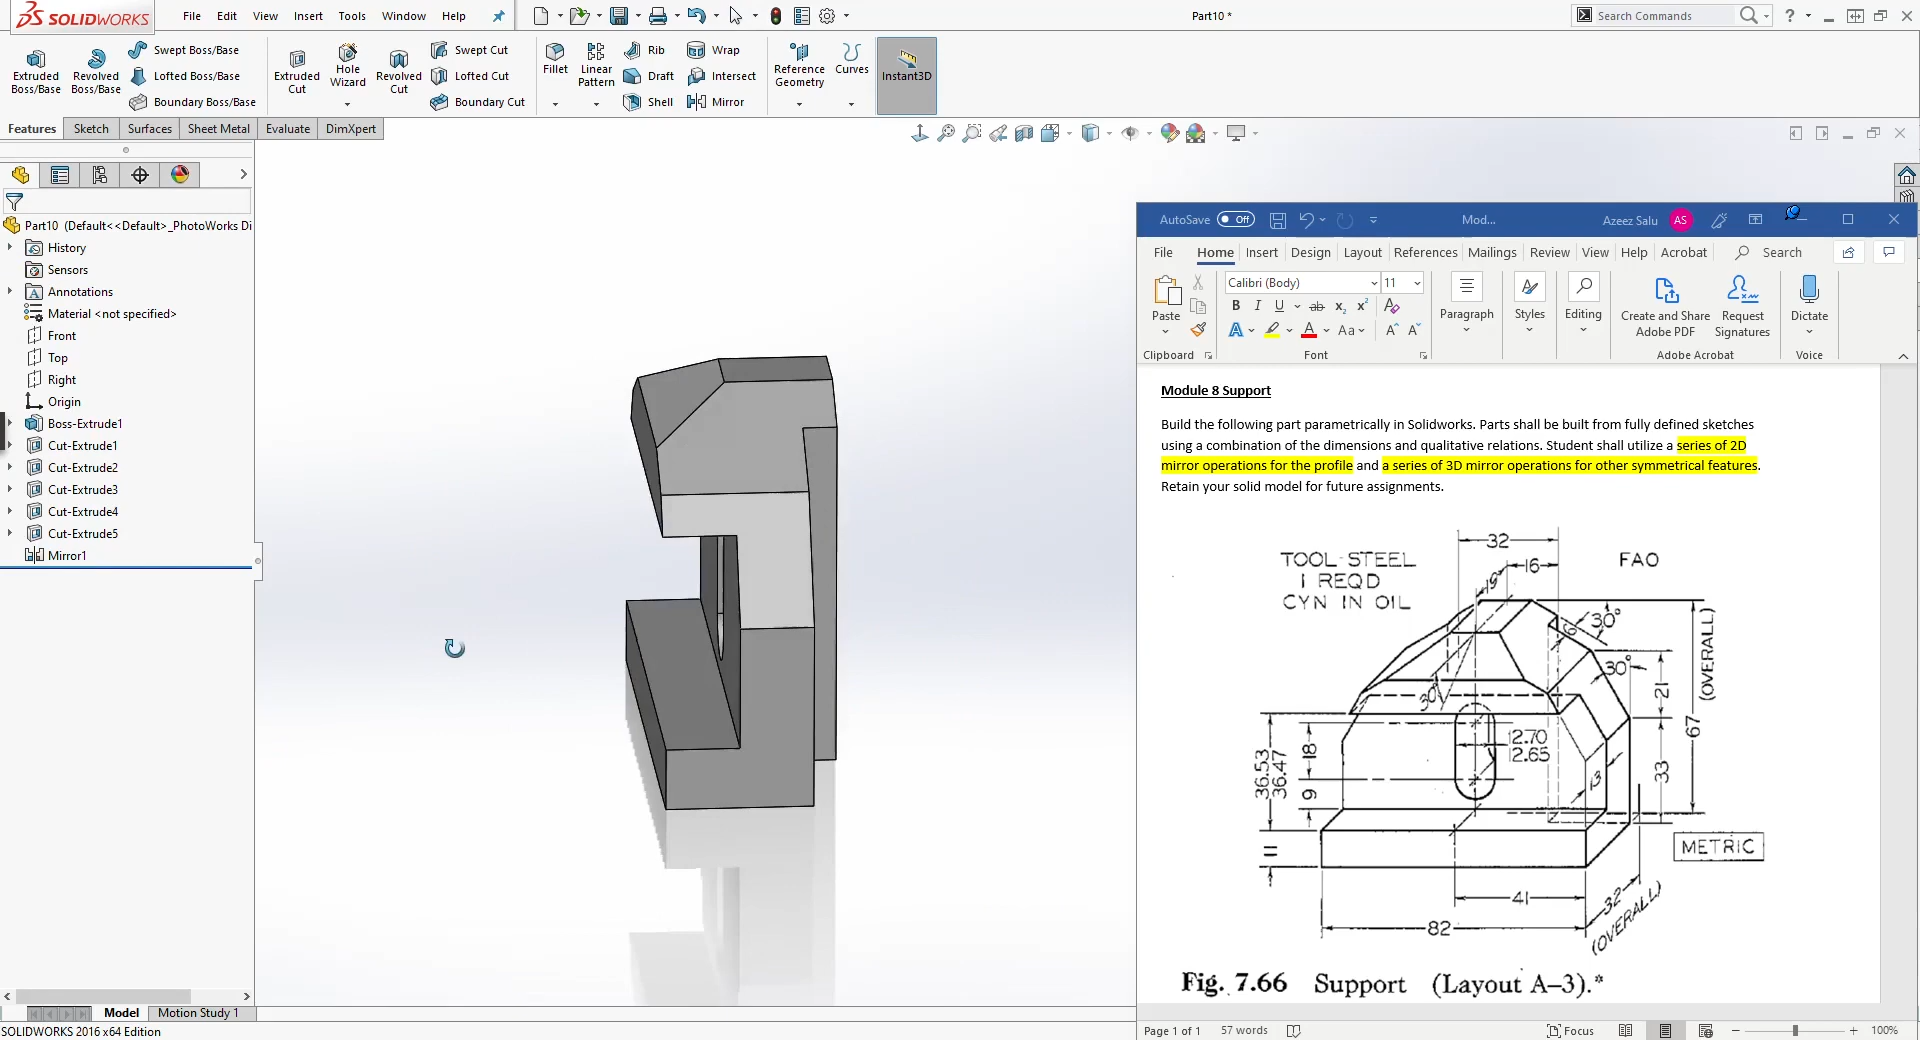 SOLIDWORKS File Edit View Insert Tools Window Help Part10 * Search Commands
Extruded Boss/Base
Revolved Boss/Base
Swept Boss/Base
Lofted Boss/Base
Boundary Boss/Base
Extruded Cut
Hole Wizard
Revolved Cut
Swept Cut
Lofted Cut
Boundary Cut
Fillet
Linear Pattern
Rib
Draft
Shell
Wrap
Intersect
Mirror
Reference Geometry
Curves
Instant3D
Features Sketch Surfaces Sheet Metal Evaluate DimXpert
Part10 (Default<<Default>_PhotoWorks Di
History
Sensors
Annotations
Material <not specified>
Front
Top
Right
Origin
Boss-Extrude1
Cut-Extrude1
Cut-Extrude2
Cut-Extrude3
Cut-Extrude4
Cut-Extrude5
Mirror1
Model Motion Study 1
SOLIDWORKS 2016 x64 Edition
AutoSave Off Mod... Azeez Salu AS
File Home Insert Design Layout References Mailings Review View Help Acrobat Search
Paste
Clipboard
Calibri (Body) 11
B I U ab x₂ x²
A A Aa A A
Font
Paragraph
Styles
Editing
Create and Share Adobe PDF
Request Signatures
Adobe Acrobat
Dictate
Voice
Module 8 Support
Build the following part parametrically in Solidworks. Parts shall be built from fully defined sketches
using a combination of the dimensions and qualitative relations. Student shall utilize a series of 2D
mirror operations for the profile and a series of 3D mirror operations for other symmetrical features.
Retain your solid model for future assignments.
TOOL STEEL
1 REQD
CYN IN OIL
FAO
32
16
19
30°
6
30°
30°
21
(OVERALL)
67
33
12.70
12.65
13
36.53
36.47
18
9
11
METRIC
41
82
32
(OVERALL)
Fig. 7.66 Support (Layout A–3).*
Page 1 of 1 57 words Focus 100%